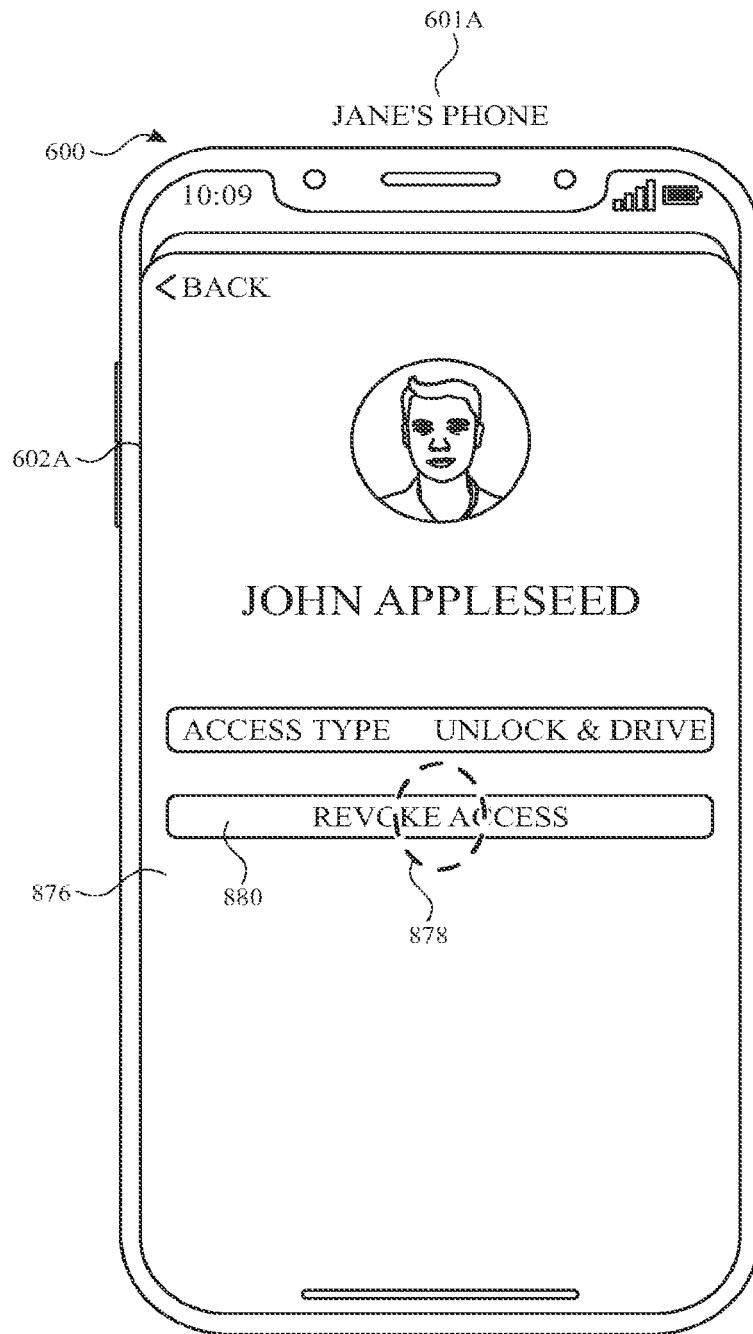 601A
JANE'S PHONE
600
10:09
< BACK
602A
JOHN APPLESEED
ACCESS TYPE UNLOCK & DRIVE
REVOKE ACCESS
876
880
878